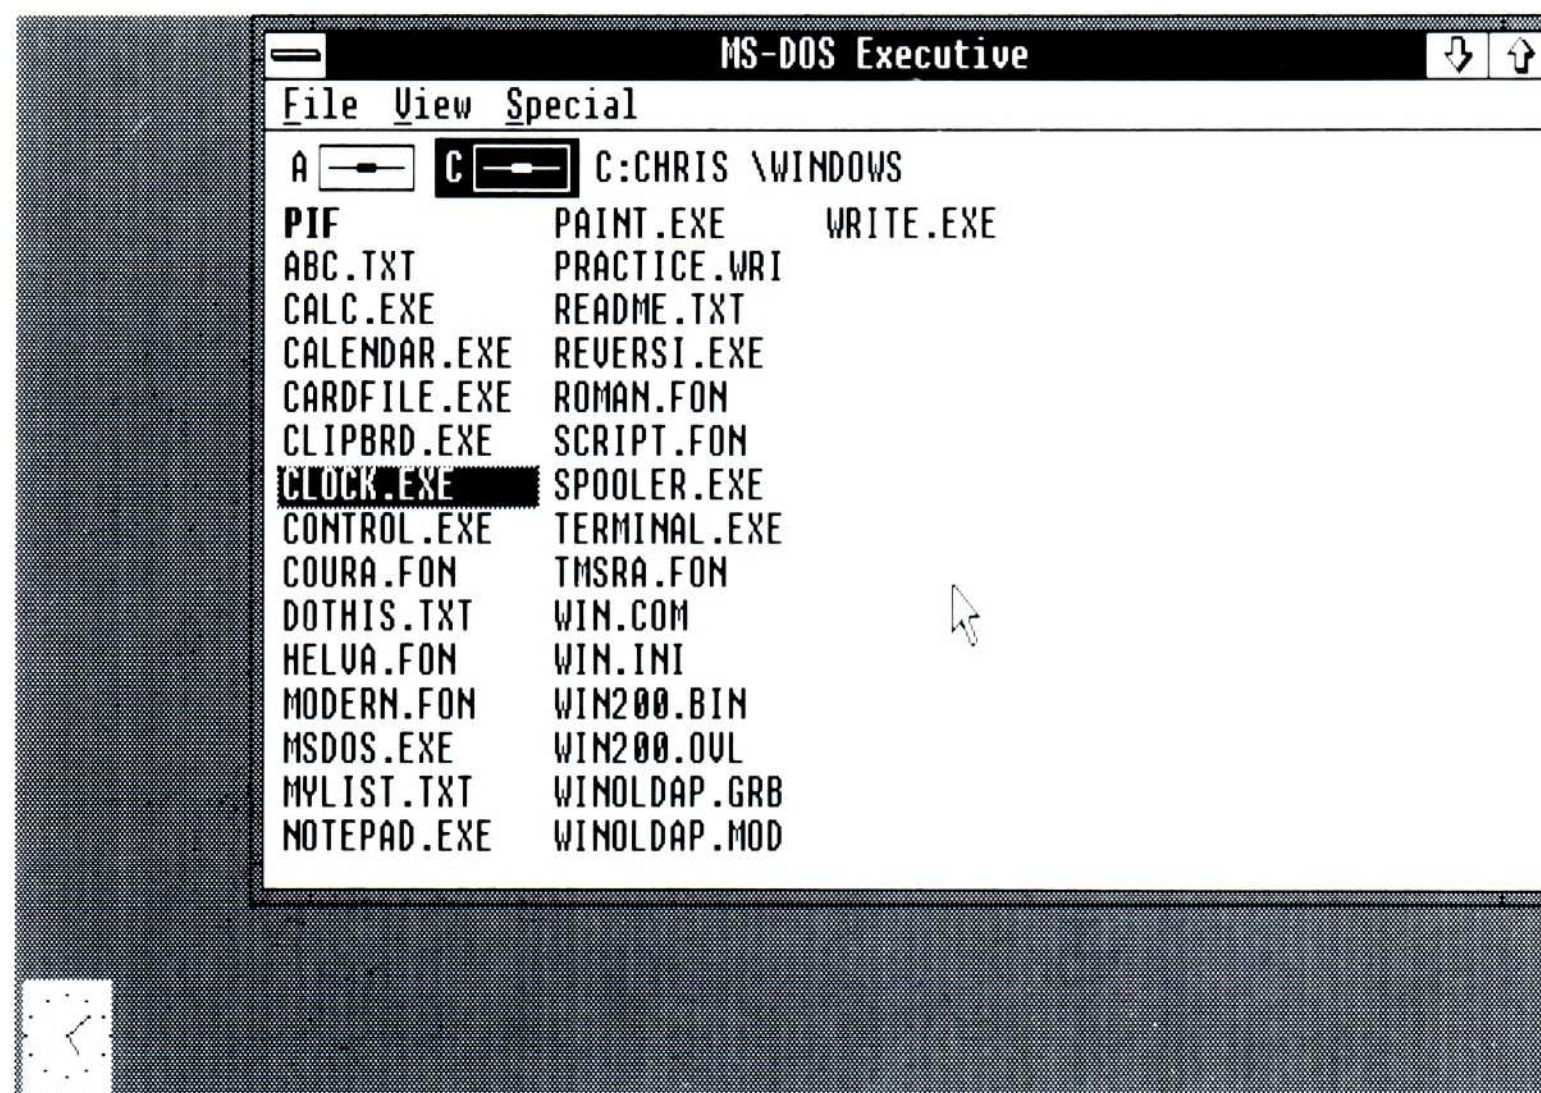 MS-DOS Executive
File View Special
A C C:CHRIS \WINDOWS
PIF PAINT.EXE WRITE.EXE
ABC.TXT PRACTICE.WRI
CALC.EXE README.TXT
CALENDAR.EXE REVERSI.EXE
CARDFILE.EXE ROMAN.FON
CLIPBRD.EXE SCRIPT.FON
CLOCK.EXE SPOOLER.EXE
CONTROL.EXE TERMINAL.EXE
COURA.FON TMSRA.FON
DOTHIS.TXT WIN.COM
HELVA.FON WIN.INI
MODERN.FON WIN200.BIN
MSDOS.EXE WIN200.OVL
MYLIST.TXT WINOLDAP.GRB
NOTEPAD.EXE WINOLDAP.MOD